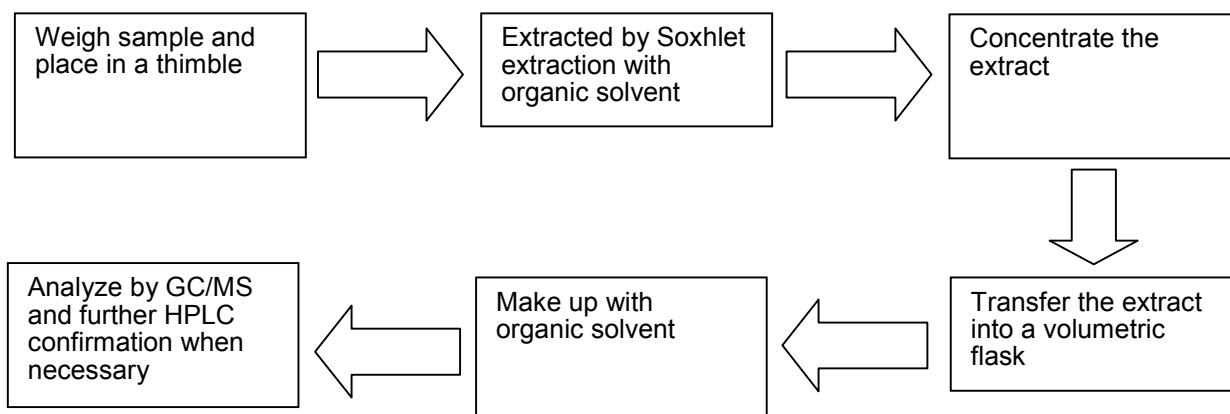 Weigh sample and
place in a thimble
Extracted by Soxhlet
extraction with
organic solvent
Concentrate the
extract
Transfer the extract
into a volumetric
flask
Make up with
organic solvent
Analyze by GC/MS
and further HPLC
confirmation when
necessary